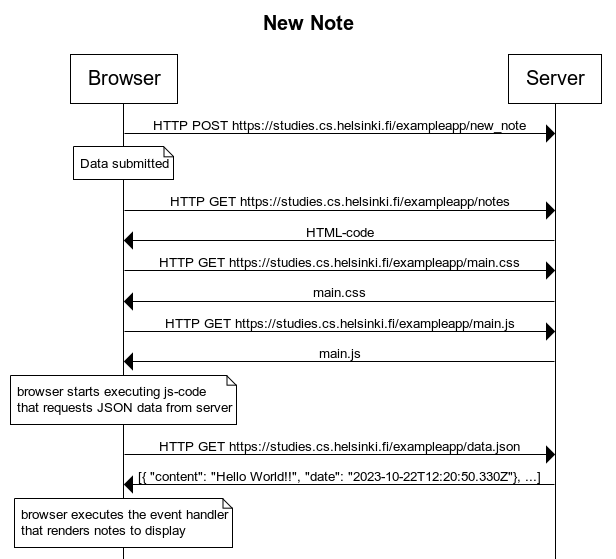 New Note
Browser
Server
HTTP POST https://studies.cs.helsinki.fi/exampleapp/new_note
Data submitted
HTTP GET https://studies.cs.helsinki.fi/exampleapp/notes
HTML-code
HTTP GET https://studies.cs.helsinki.fi/exampleapp/main.css
main.css
HTTP GET https://studies.cs.helsinki.fi/exampleapp/main.js
main.js
browser starts executing js-code
that requests JSON data from server
HTTP GET https://studies.cs.helsinki.fi/exampleapp/data.json
[{ "content": "Hello World!!", "date": "2023-10-22T12:20:50.330Z"}, ...]
browser executes the event handler
that renders notes to display